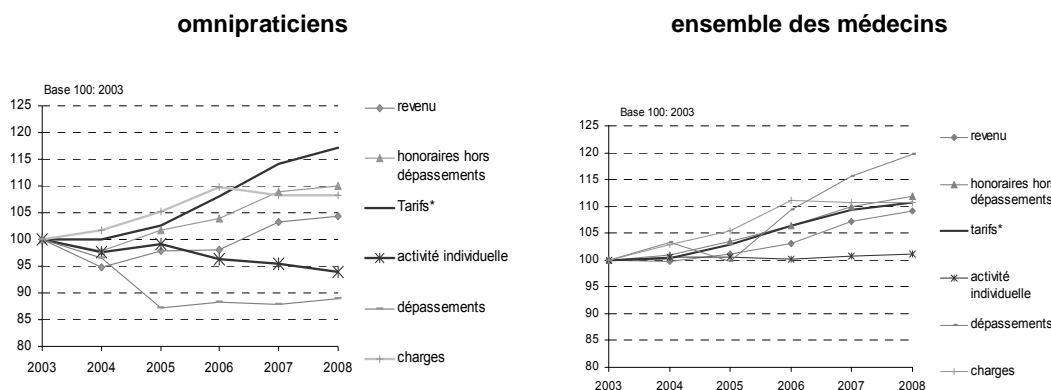 omnipraticiens
Base 100: 2003
125
120
115
110
105
100
95
90
85
80
2003 2004 2005 2006 2007 2008
revenu
honoraires hors
dépassements
Tarifs*
activité individuelle
dépassements
charges
ensemble des médecins
Base 100: 2003
125
120
115
110
105
100
95
90
85
80
2003 2004 2005 2006 2007 2008
revenu
honoraires hors
dépassements
tarifs*
activité
individuelle
dépassements
charges